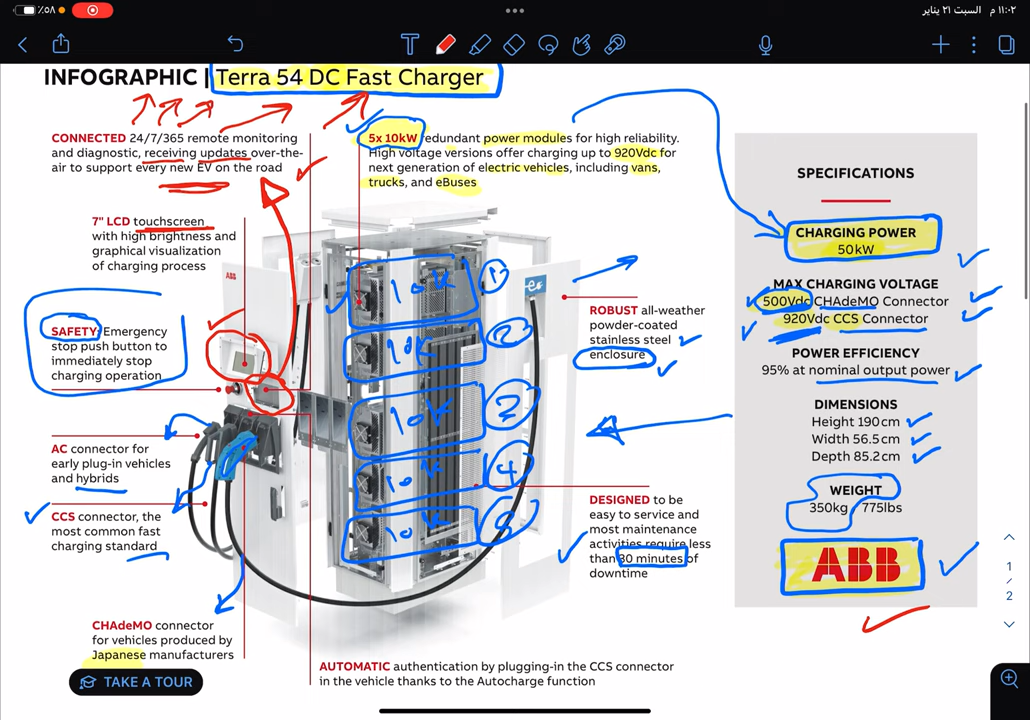 ٪٥٨
١١:٠٢ م السبت ٢١ يناير
INFOGRAPHIC | Terra 54 DC Fast Charger
CONNECTED 24/7/365 remote monitoring
and diagnostic, receiving updates over-the-
air to support every new EV on the road
5x 10kW redundant power modules for high reliability.
High voltage versions offer charging up to 920Vdc for
next generation of electric vehicles, including vans,
trucks, and eBuses
7" LCD touchscreen
with high brightness and
graphical visualization
of charging process
SAFETY: Emergency
stop push button to
immediately stop
charging operation
AC connector for
early plug-in vehicles
and hybrids
CCS connector, the
most common fast
charging standard
CHAdeMO connector
for vehicles produced by
Japanese manufacturers
TAKE A TOUR
ABB
10K
1
10K
2
10K
10K
4
10K
AUTOMATIC authentication by plugging-in the CCS connector
in the vehicle thanks to the Autocharge function
ROBUST all-weather
powder-coated
stainless steel
enclosure
DESIGNED to be
easy to service and
most maintenance
activities require less
than 30 minutes of
downtime
SPECIFICATIONS
CHARGING POWER
50kW
MAX CHARGING VOLTAGE
500Vdc CHAdeMO Connector
920Vdc CCS Connector
POWER EFFICIENCY
95% at nominal output power
DIMENSIONS
Height 190cm
Width 56.5cm
Depth 85.2cm
WEIGHT
350kg 775lbs
ABB
1
2